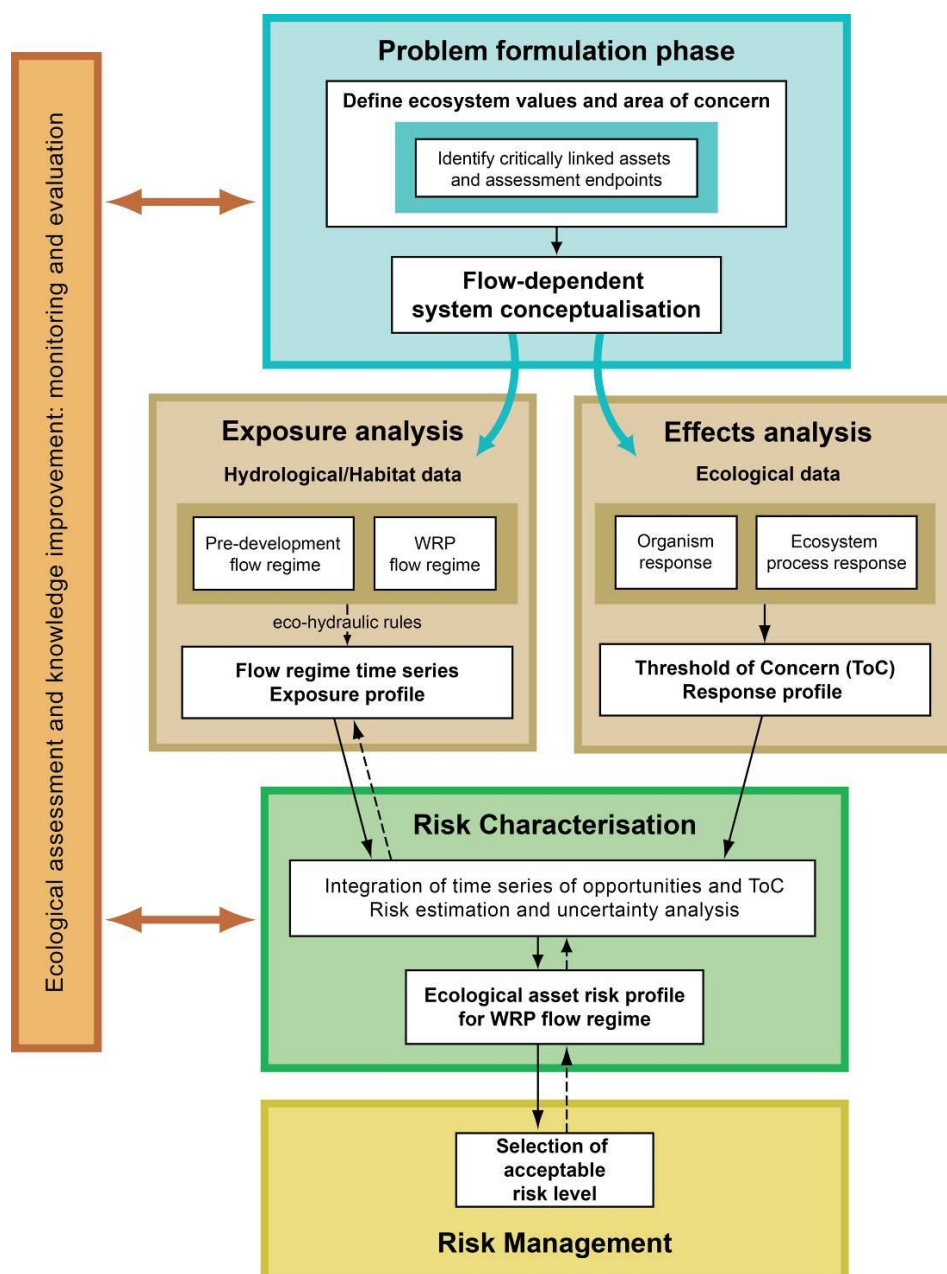 Ecological assessment and knowledge improvement: monitoring and evaluation
Problem formulation phase
Define ecosystem values and area of concern
Identify critically linked assets
and assessment endpoints
Flow-dependent
system conceptualisation
Exposure analysis
Hydrological/Habitat data
Pre-development
flow regime
WRP
flow regime
eco-hydraulic rules
Flow regime time series
Exposure profile
Effects analysis
Ecological data
Organism
response
Ecosystem
process response
Threshold of Concern (ToC)
Response profile
Risk Characterisation
Integration of time series of opportunities and ToC
Risk estimation and uncertainty analysis
Ecological asset risk profile
for WRP flow regime
Selection of
acceptable
risk level
Risk Management